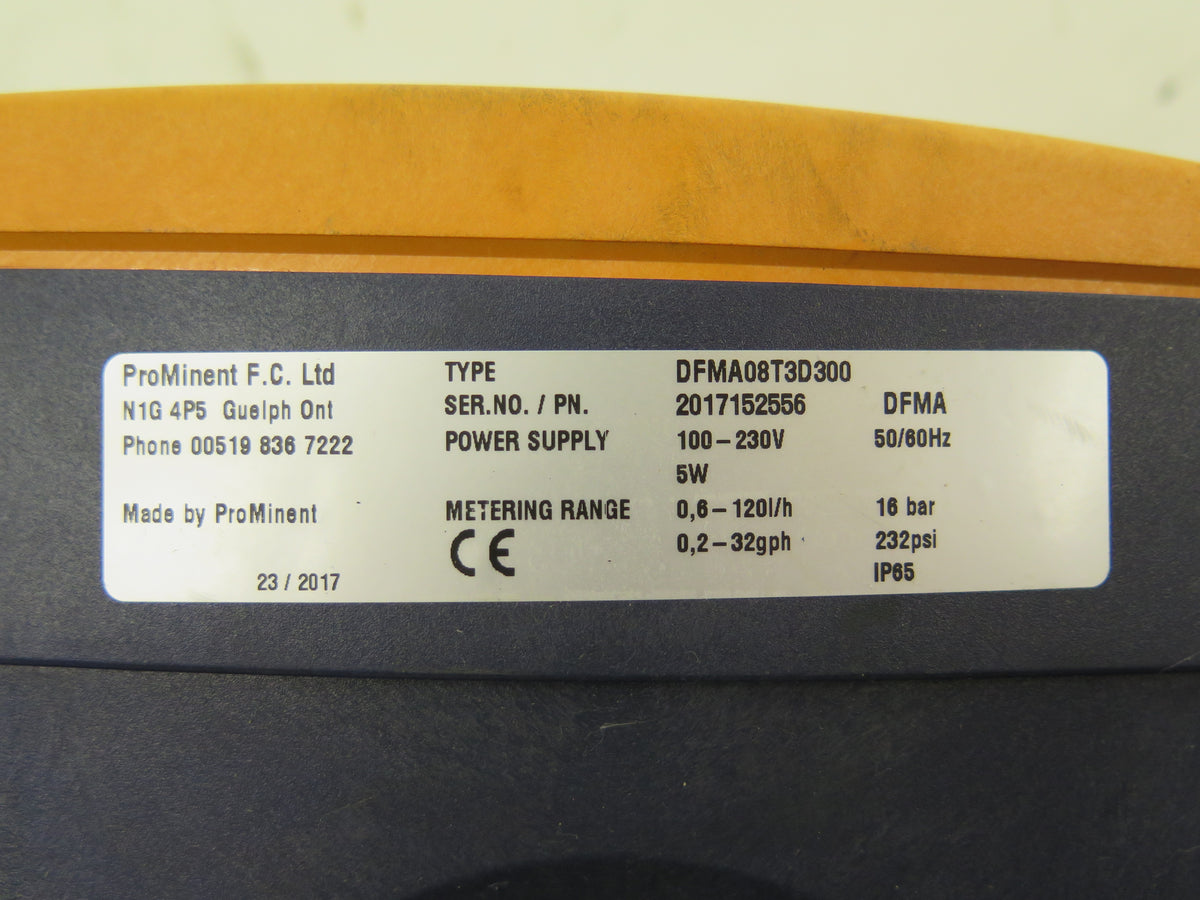 ProMinent F.C. Ltd
N1G 4P5 Guelph Ont
Phone 00519 836 7222
Made by ProMinent
23 / 2017
TYPE DFMA08T3D300
SER.NO. / PN. 2017152556 DFMA
POWER SUPPLY 100-230V 50/60Hz
5W
METERING RANGE 0,6-120l/h 16 bar
0,2-32gph 232psi
CE IP65